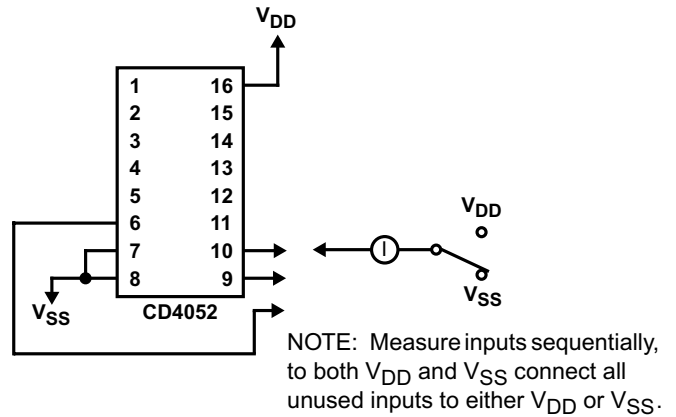 VDD
1 16
2 15
3 14
4 13
5 12
6 11
7 10
8 9
VSS
CD4052
I
VDD
VSS
NOTE: Measure inputs sequentially,
to both VDD and VSS connect all
unused inputs to either VDD or VSS.